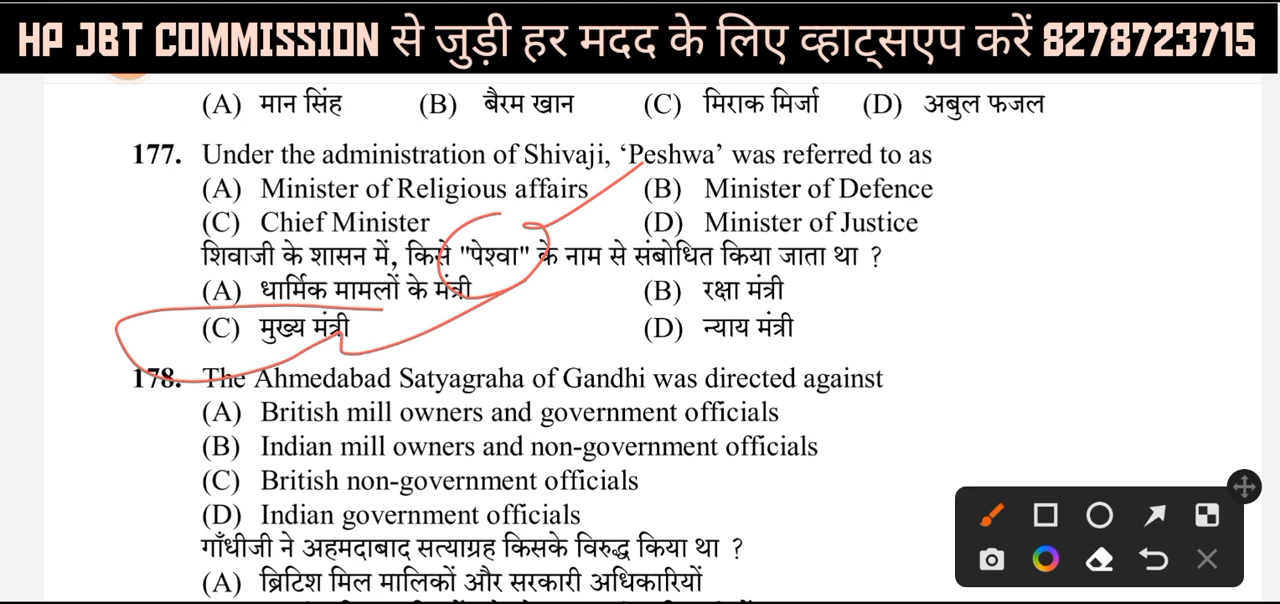 HP JBT COMMISSION से जुड़ी हर मदद के लिए व्हाट्सएप करें 8278723715
(A) मान सिंह (B) बैरम खान (C) मिराक मिर्जा (D) अबुल फजल
177. Under the administration of Shivaji, ‘Peshwa’ was referred to as
(A) Minister of Religious affairs (B) Minister of Defence
(C) Chief Minister (D) Minister of Justice
शिवाजी के शासन में, किसे "पेश्वा" के नाम से संबोधित किया जाता था ?
(A) धार्मिक मामलों के मंत्री (B) रक्षा मंत्री
(C) मुख्य मंत्री (D) न्याय मंत्री
178. The Ahmedabad Satyagraha of Gandhi was directed against
(A) British mill owners and government officials
(B) Indian mill owners and non-government officials
(C) British non-government officials
(D) Indian government officials
गाँधीजी ने अहमदाबाद सत्याग्रह किसके विरुद्ध किया था ?
(A) ब्रिटिश मिल मालिकों और सरकारी अधिकारियों